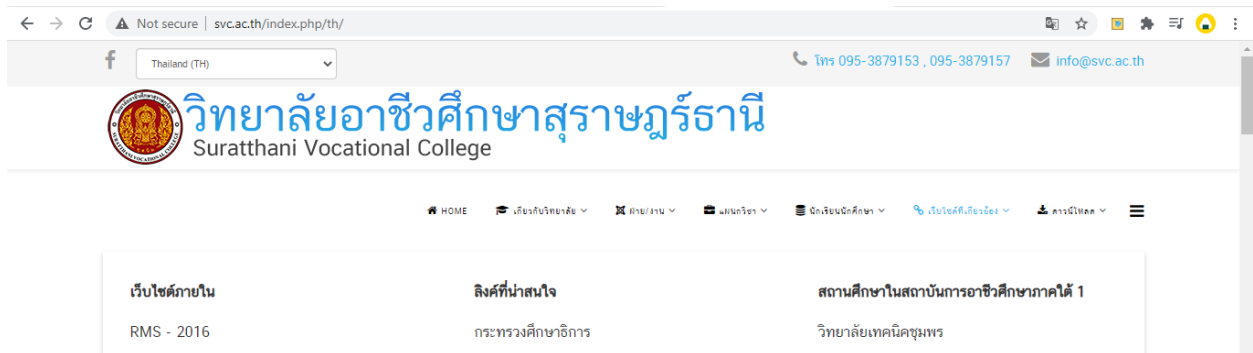 Not secure | svc.ac.th/index.php/th/
Thailand (TH)
โทร 095-3879153 , 095-3879157 info@svc.ac.th
วิทยาลัยอาชีวศึกษาสุราษฎร์ธานี
Suratthani Vocational College
HOME เกี่ยวกับวิทยาลัย ฝ่าย/งาน แผนกวิชา นักเรียนนักศึกษา เว็บไซต์ที่เกี่ยวข้อง ดาวน์โหลด
เว็บไซต์ภายใน ลิงค์ที่น่าสนใจ สถานศึกษาในสถาบันการอาชีวศึกษาภาคใต้ 1
RMS - 2016 กระทรวงศึกษาธิการ วิทยาลัยเทคนิคชุมพร